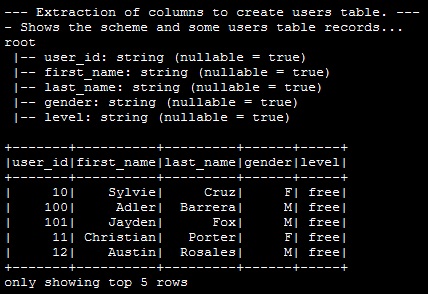 --- Extraction of columns to create users table. ---
- Shows the scheme and some users table records...
root
 |-- user_id: string (nullable = true)
 |-- first_name: string (nullable = true)
 |-- last_name: string (nullable = true)
 |-- gender: string (nullable = true)
 |-- level: string (nullable = true)

+-------+----------+---------+------+-----+
|user_id|first_name|last_name|gender|level|
+-------+----------+---------+------+-----+
|     10|    Sylvie|     Cruz|     F| free|
|    100|     Adler|  Barrera|     M| free|
|    101|    Jayden|      Fox|     M| free|
|     11| Christian|   Porter|     F| free|
|     12|    Austin|  Rosales|     M| free|
+-------+----------+---------+------+-----+
only showing top 5 rows